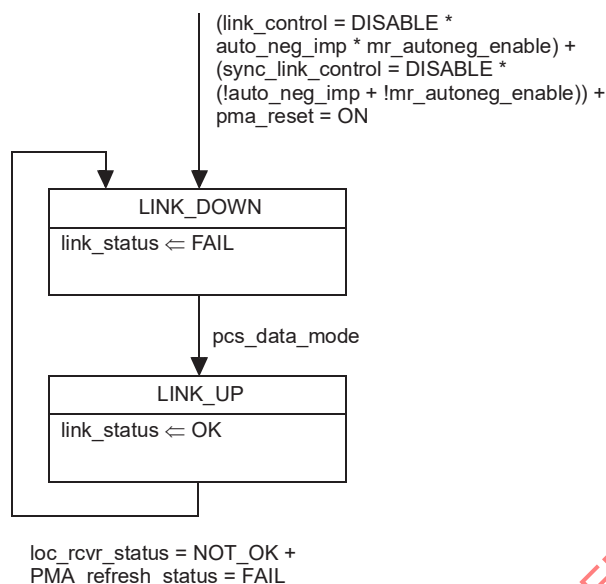 (link_control = DISABLE *
auto_neg_imp * mr_autoneg_enable) +
(sync_link_control = DISABLE *
(!auto_neg_imp + !mr_autoneg_enable)) +
pma_reset = ON
LINK_DOWN
link_status ⇐ FAIL
pcs_data_mode
LINK_UP
link_status ⇐ OK
loc_rcvr_status = NOT_OK +
PMA_refresh_status = FAIL